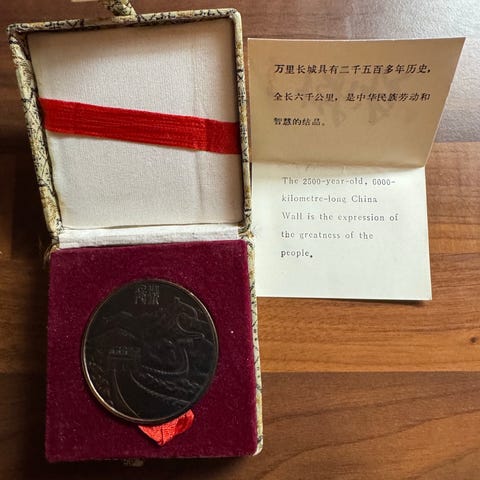 万里长城具有二千五百多年历史，
全长六千公里，是中华民族劳动和
智慧的结晶。
The 2500-year-old, 6000-
kilometre-long China
Wall is the expression of
the greatness of the
people.